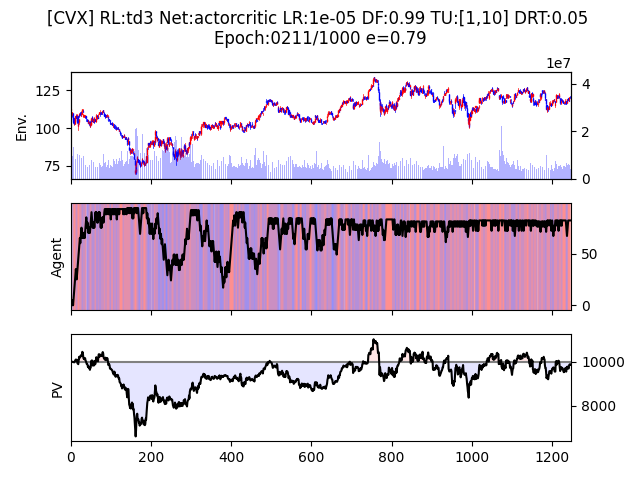 [CVX] RL:td3 Net:actorcritic LR:1e-05 DF:0.99 TU:[1,10] DRT:0.05
Epoch:0211/1000 e=0.79
1e7
125
100
75
Env.
4
2
0
Agent
50
0
PV
10000
8000
0 200 400 600 800 1000 1200